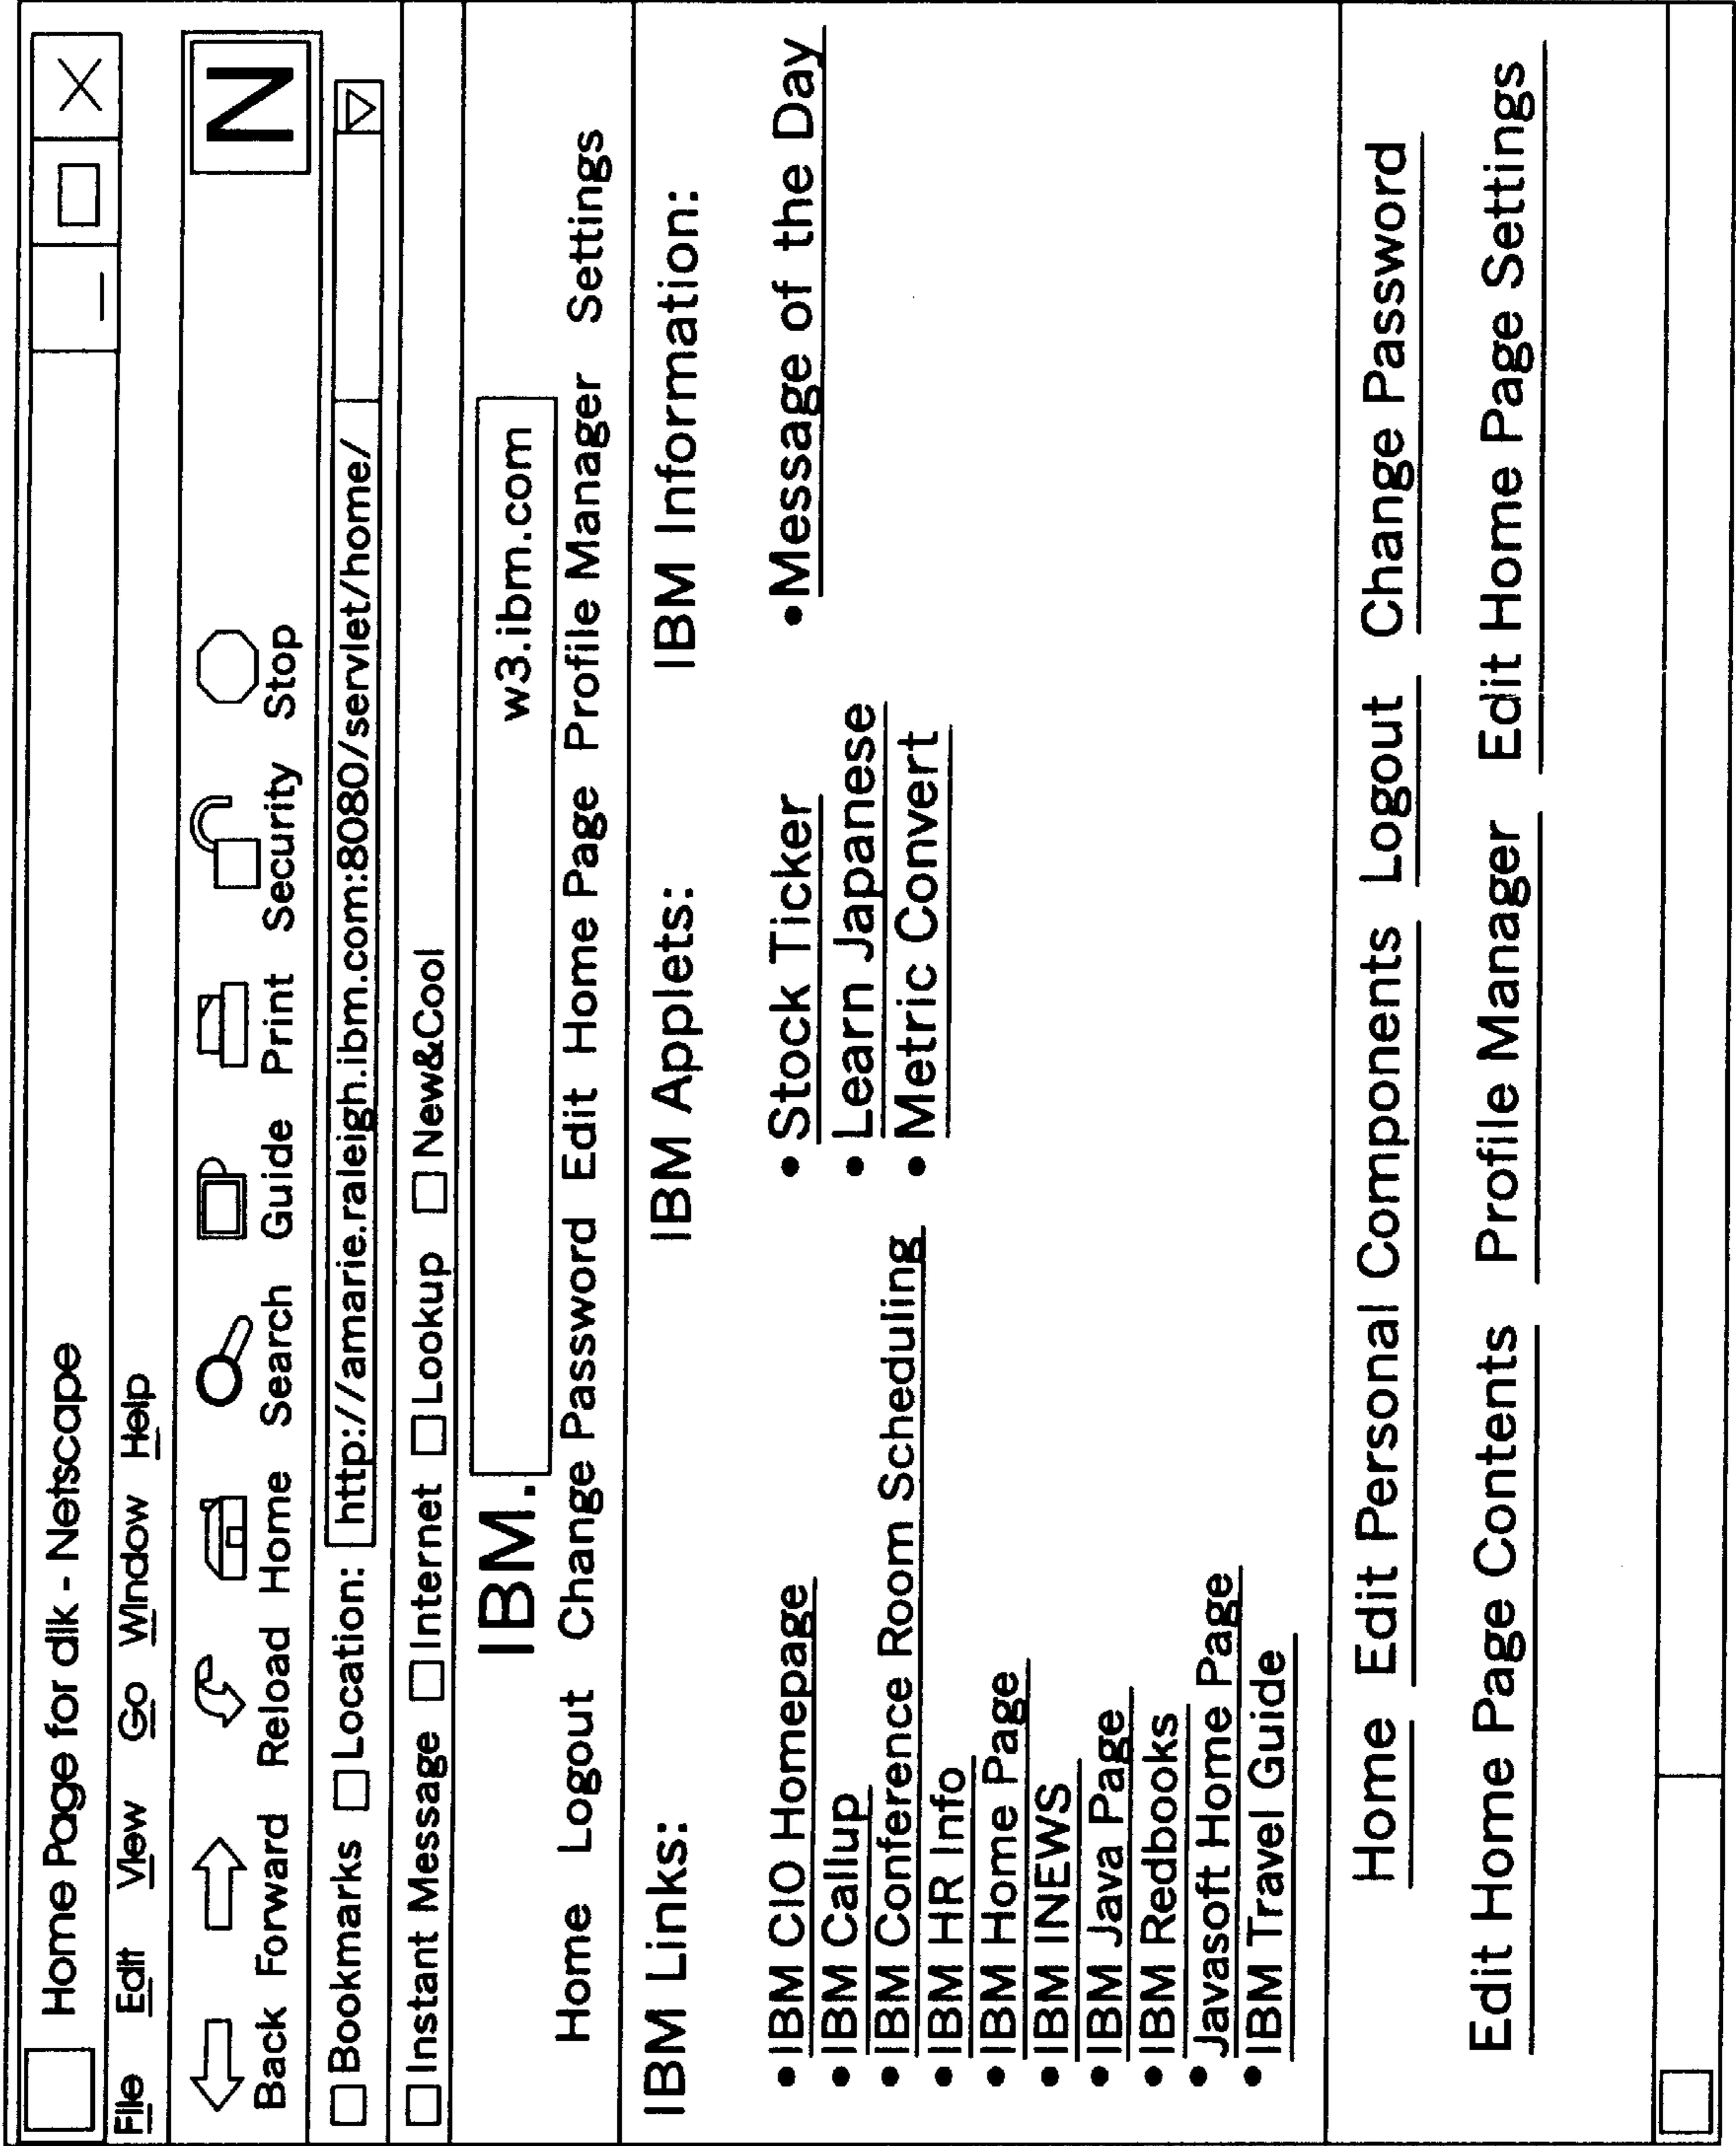 Home Page for dlk - Netscape
File Edit View Go Window Help
N
Back Forward Reload Home Search Guide Print Security Stop
Bookmarks Location: http://amarie.raleigh.ibm.com:8080/servlet/home/
Instant Message Internet Lookup New&Cool
IBM. w3.ibm.com
Home Logout Change Password Edit Home Page Profile Manager Settings
IBM Links: IBM Applets: IBM Information:
•IBM CIO Homepage • Stock Ticker •Message of the Day
•IBM Callup • Learn Japanese
•IBM Conference Room Scheduling • Metric Convert
•IBM HR Info
•IBM Home Page
•IBM INEWS
•IBM Java Page
•IBM Redbooks
•Javasoft Home Page
•IBM Travel Guide
Home Edit Personal Components Logout Change Password
Edit Home Page Contents Profile Manager Edit Home Page Settings